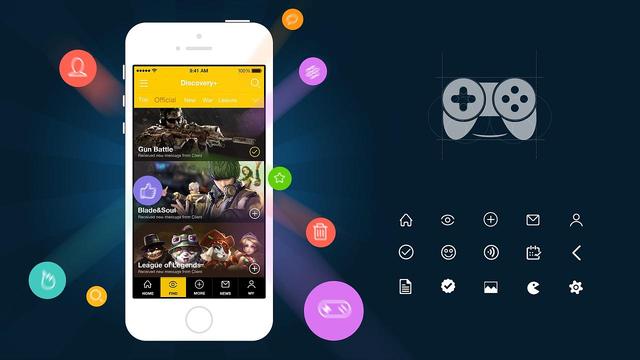 9:41 AM 100%
Discovery+
Official New War Leisure
Gun Battle
Received new message from Client
Blade&Soul
Received new message from Client
League of Legends
Received new message from Client
HOME FIND MORE NEWS MY